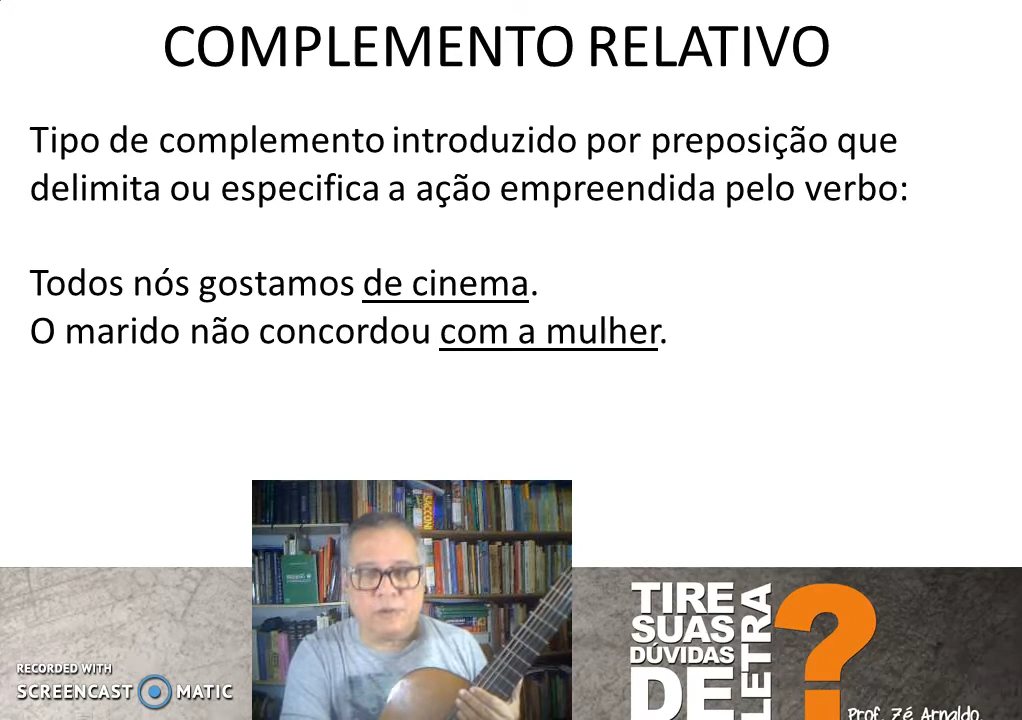 COMPLEMENTO RELATIVO
Tipo de complemento introduzido por preposição que
delimita ou especifica a ação empreendida pelo verbo:
Todos nós gostamos de cinema.
O marido não concordou com a mulher.
SACCONI
RECORDED WITH
SCREENCAST MATIC
TIRE
SUAS
DÚVIDAS
DE
LETRA
?
Prof. Zé Arnaldo